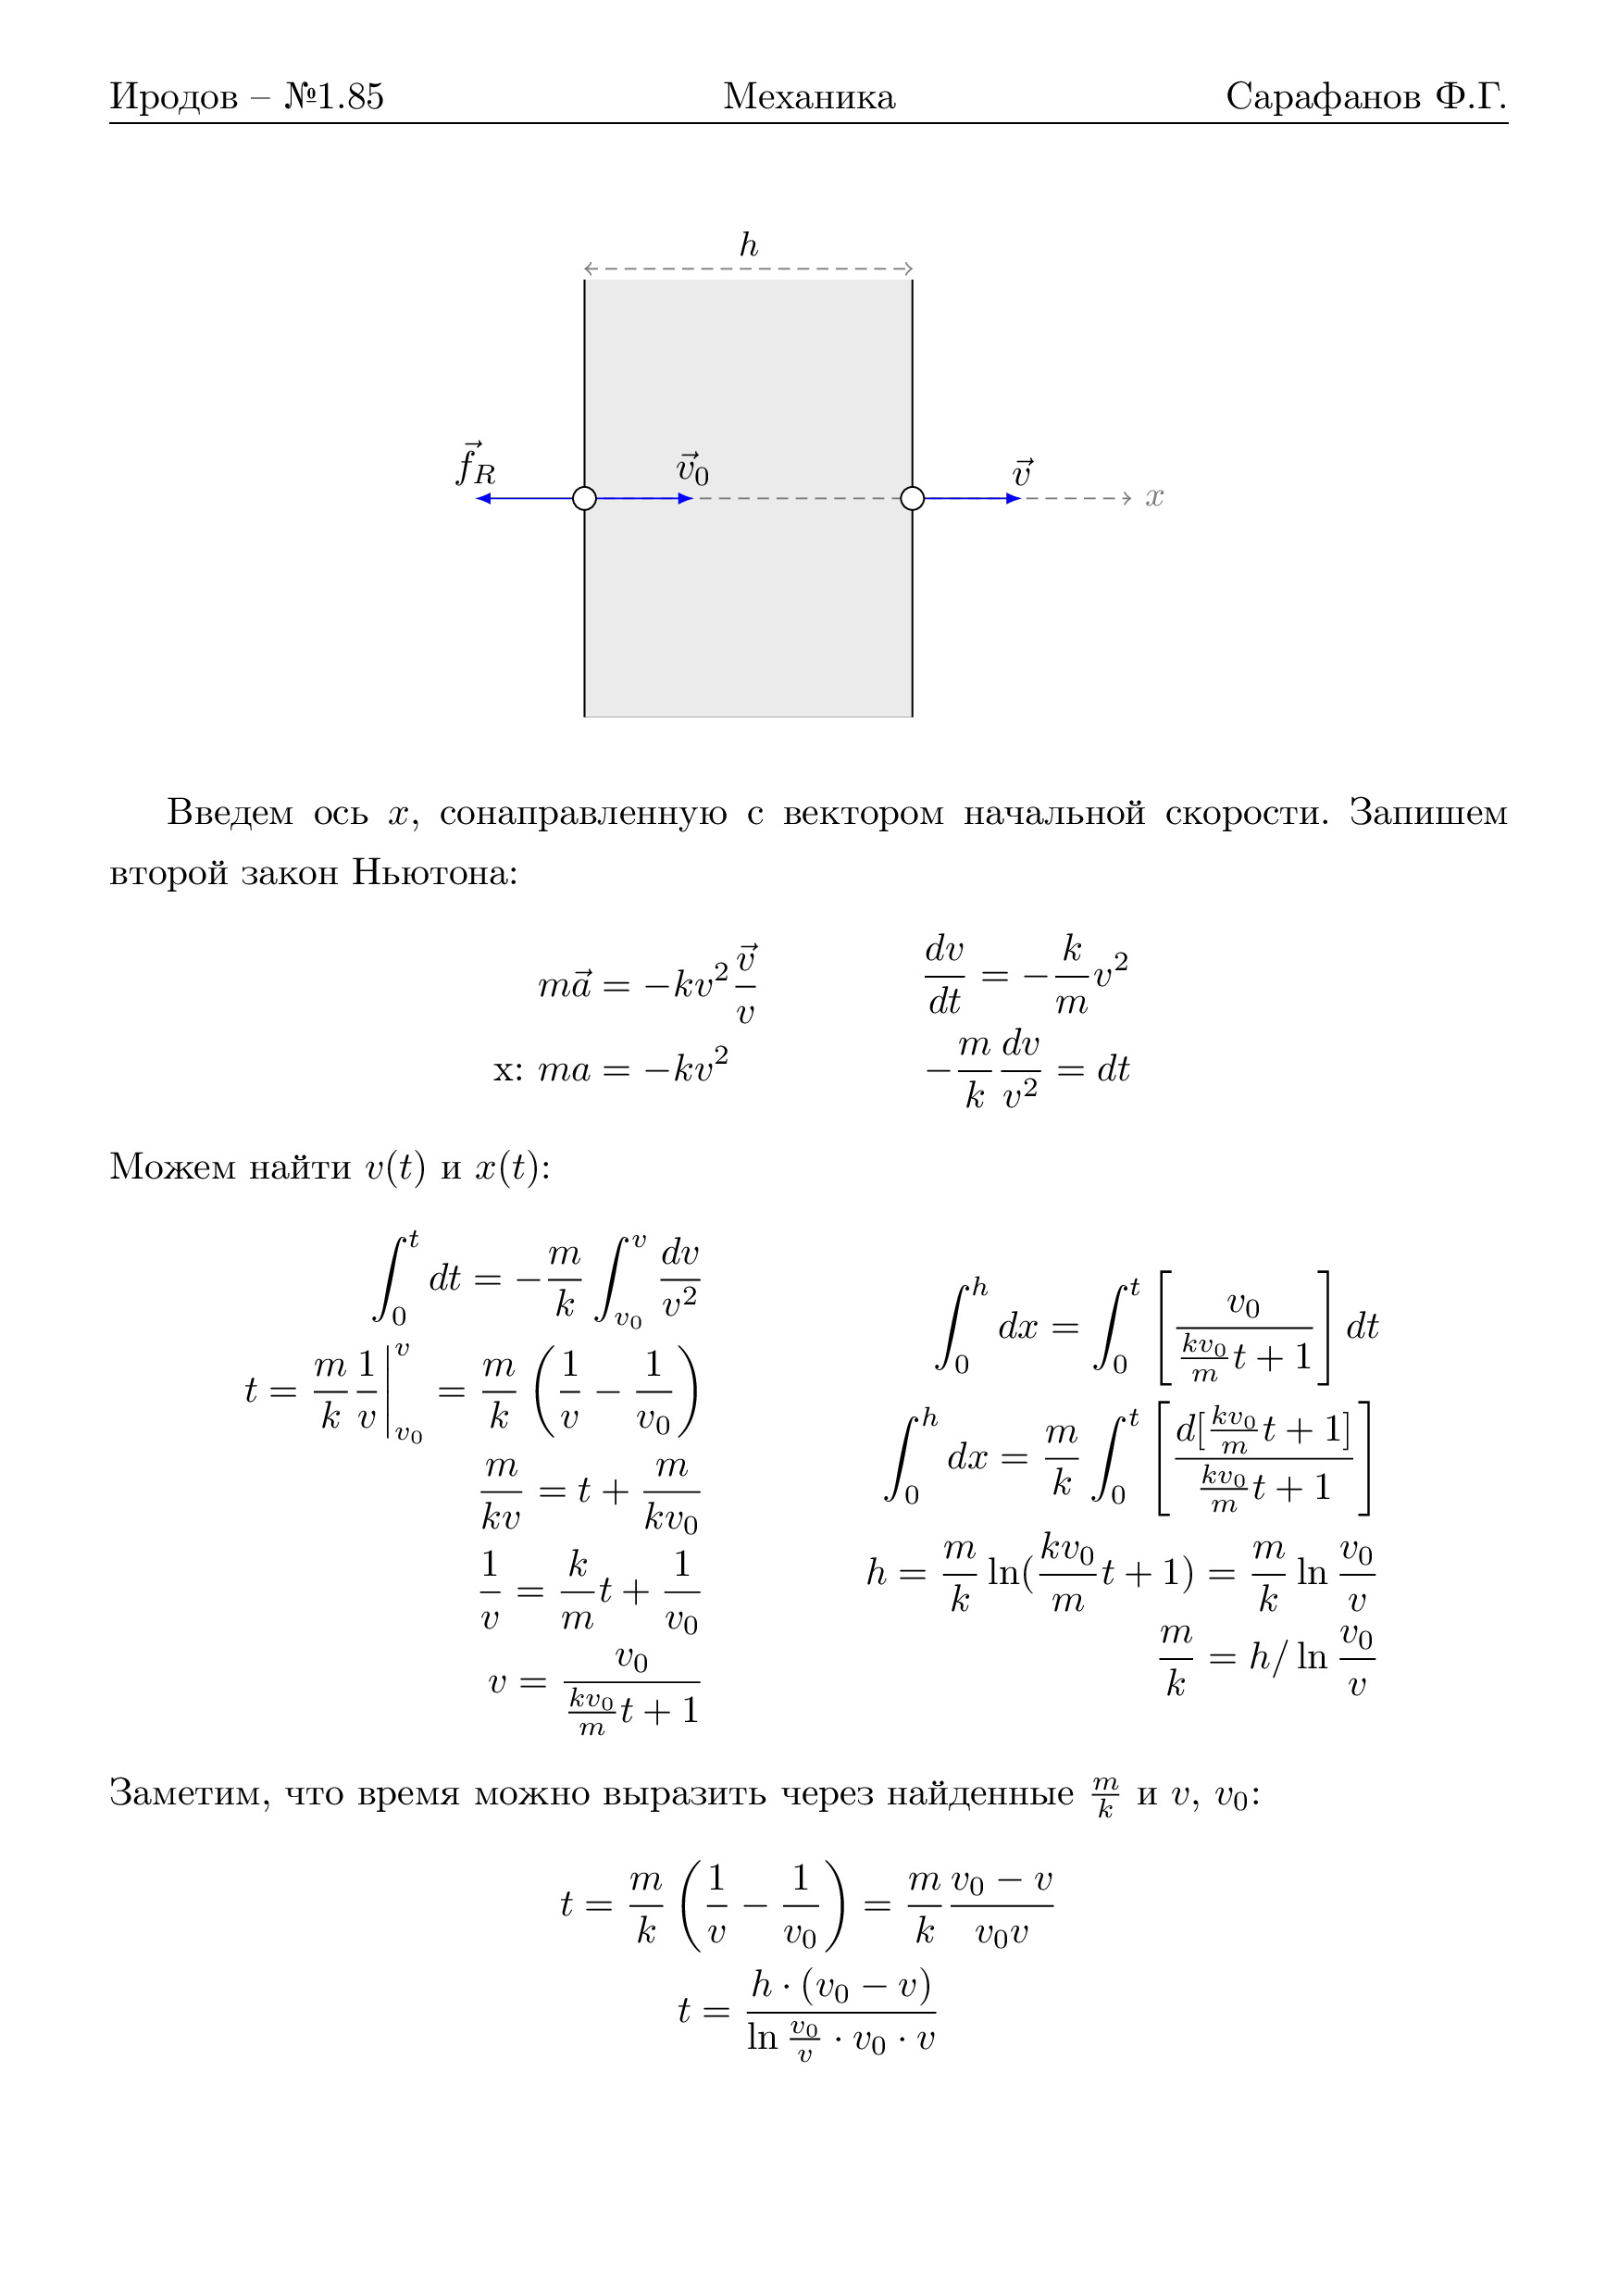 Иродов – №1.85 Механика Сарафанов Ф.Г.
h
\vec{f}_R \vec{v}_0 \vec{v} x
Введем ось x, сонаправленную с вектором начальной скорости. Запишем
второй закон Ньютона:
m\vec{a} = -kv^2 \frac{\vec{v}}{v}
x: ma = -kv^2
\frac{dv}{dt} = -\frac{k}{m}v^2
-\frac{m}{k}\frac{dv}{v^2} = dt
Можем найти v(t) и x(t):
\int_0^t dt = -\frac{m}{k}\int_{v_0}^{v}\frac{dv}{v^2}
t = \frac{m}{k}\frac{1}{v}\Big|_{v_0}^{v} = \frac{m}{k}\left(\frac{1}{v} - \frac{1}{v_0}\right)
\frac{m}{kv} = t + \frac{m}{kv_0}
\frac{1}{v} = \frac{k}{m}t + \frac{1}{v_0}
v = \frac{v_0}{\frac{kv_0}{m}t + 1}
\int_0^h dx = \int_0^t \left[\frac{v_0}{\frac{kv_0}{m}t + 1}\right] dt
\int_0^h dx = \frac{m}{k}\int_0^t \left[\frac{d[\frac{kv_0}{m}t + 1]}{\frac{kv_0}{m}t + 1}\right]
h = \frac{m}{k}\ln(\frac{kv_0}{m}t + 1) = \frac{m}{k}\ln\frac{v_0}{v}
\frac{m}{k} = h/\ln\frac{v_0}{v}
Заметим, что время можно выразить через найденные \frac{m}{k} и v, v_0:
t = \frac{m}{k}\left(\frac{1}{v} - \frac{1}{v_0}\right) = \frac{m}{k}\frac{v_0 - v}{v_0 v}
t = \frac{h \cdot (v_0 - v)}{\ln\frac{v_0}{v} \cdot v_0 \cdot v}